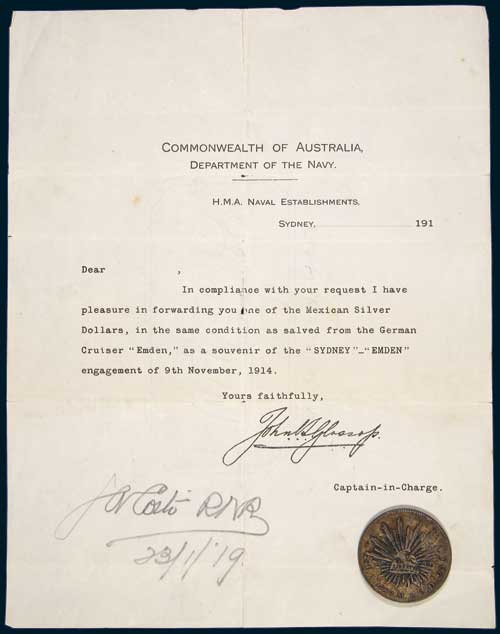 COMMONWEALTH OF AUSTRALIA,
DEPARTMENT OF THE NAVY.
H.M.A. NAVAL ESTABLISHMENTS,
SYDNEY, 191
Dear ,
In compliance with your request I have
pleasure in forwarding you one of the Mexican Silver
Dollars, in the same condition as salved from the German
Cruiser "Emden," as a souvenir of the "SYDNEY"—"EMDEN"
engagement of 9th November, 1914.
Yours faithfully,
John C T Glossop.
Captain-in-Charge.
RNR
23/1/19.